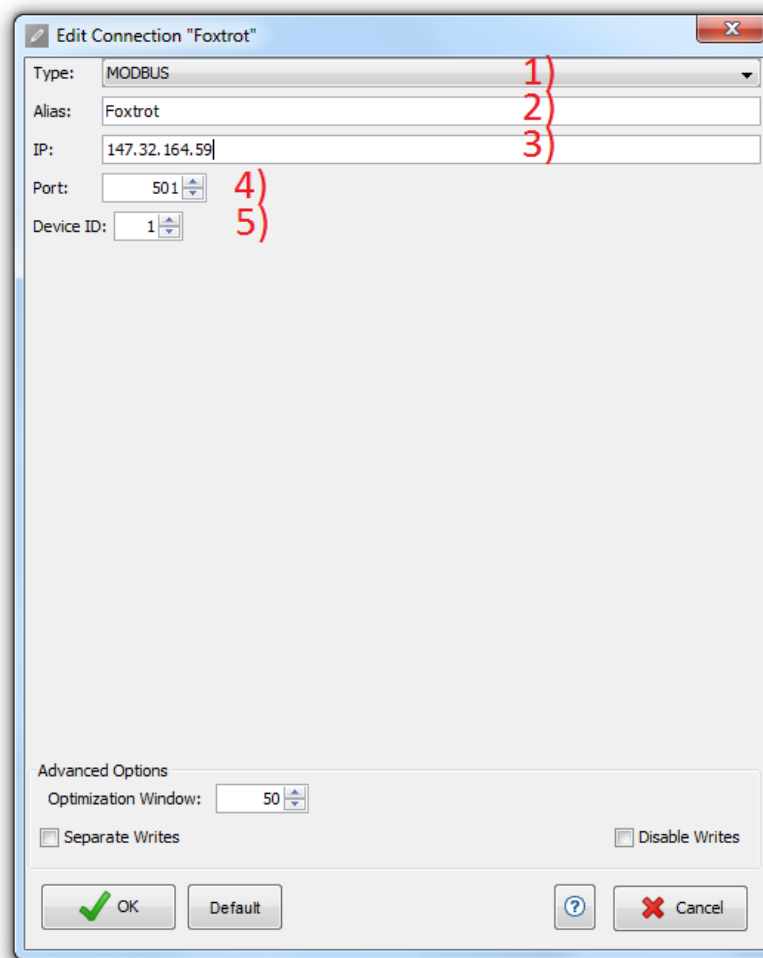 Edit Connection "Foxtrot"
Type: MODBUS 1)
Alias: Foxtrot 2)
IP: 147.32.164.59 3)
Port: 501 4)
Device ID: 1 5)
Advanced Options
Optimization Window: 50
Separate Writes Disable Writes
OK Default ? Cancel